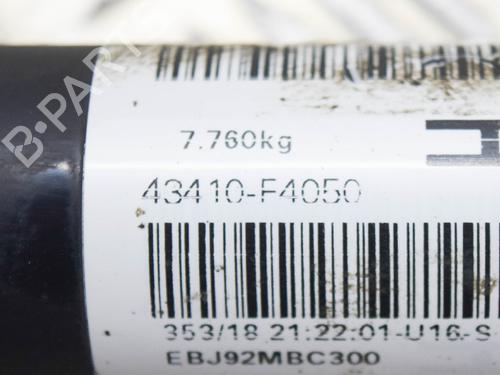 B-PARTS
7.760kg
43410-F4050
353/18 21:22:01-U16-S
EBJ92MBC300